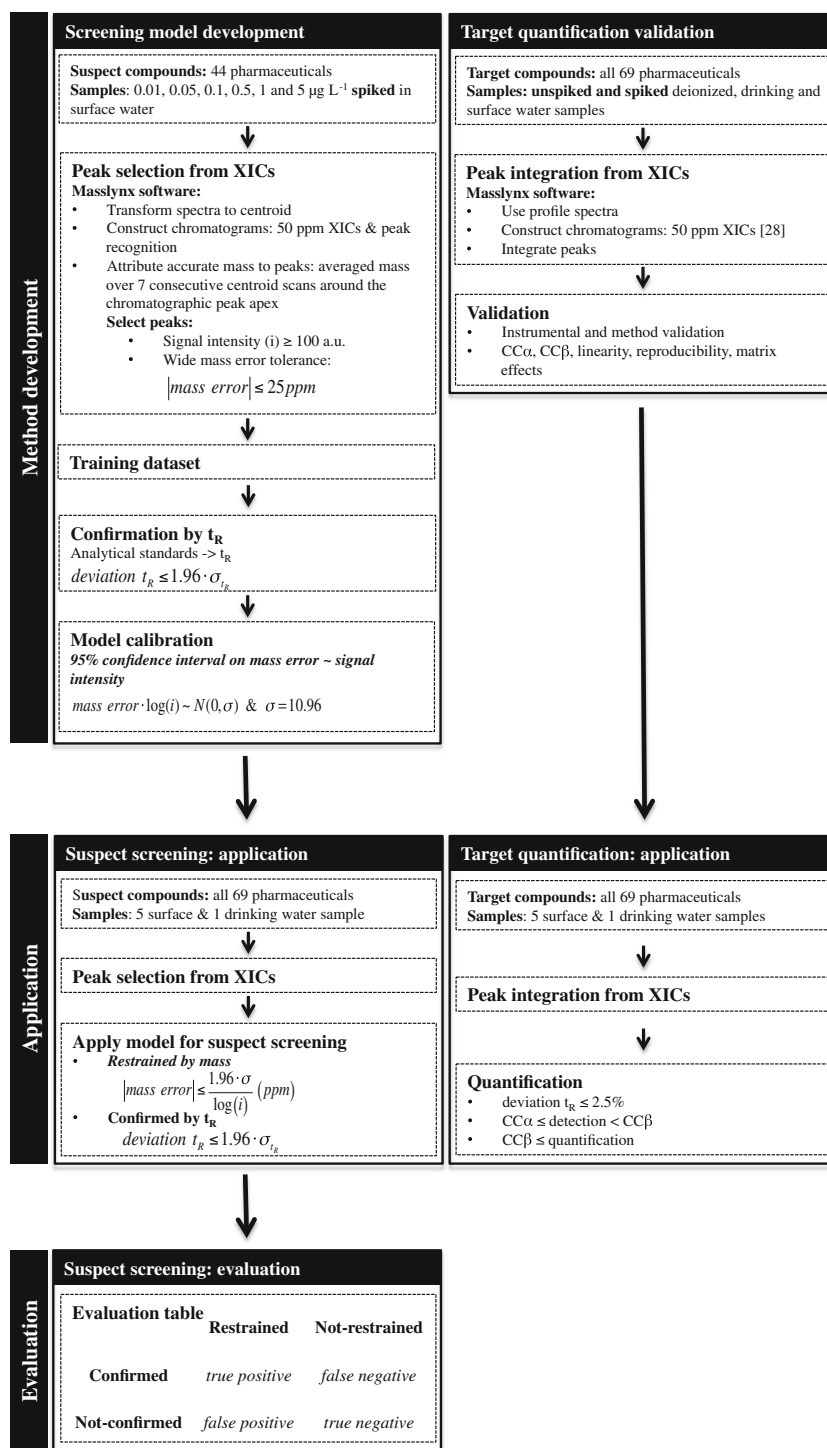 Method development
Screening model development
Suspect compounds: 44 pharmaceuticals
Samples: 0.01, 0.05, 0.1, 0.5, 1 and 5 µg L⁻¹ spiked in
surface water
Peak selection from XICs
Masslynx software:
• Transform spectra to centroid
• Construct chromatograms: 50 ppm XICs & peak
recognition
• Attribute accurate mass to peaks: averaged mass
over 7 consecutive centroid scans around the
chromatographic peak apex
Select peaks:
• Signal intensity (i) ≥ 100 a.u.
• Wide mass error tolerance:
|mass error| ≤ 25ppm
Training dataset
Confirmation by t_R
Analytical standards -> t_R
deviation t_R ≤ 1.96 · σ_{t_R}
Model calibration
95% confidence interval on mass error ~ signal
intensity
mass error · log(i) ~ N(0,σ) & σ = 10.96
Target quantification validation
Target compounds: all 69 pharmaceuticals
Samples: unspiked and spiked deionized, drinking and
surface water samples
Peak integration from XICs
Masslynx software:
• Use profile spectra
• Construct chromatograms: 50 ppm XICs [28]
• Integrate peaks
Validation
• Instrumental and method validation
• CCα, CCβ, linearity, reproducibility, matrix
effects
Application
Suspect screening: application
Suspect compounds: all 69 pharmaceuticals
Samples: 5 surface & 1 drinking water sample
Peak selection from XICs
Apply model for suspect screening
• Restrained by mass
|mass error| ≤ (1.96 · σ)/log(i) (ppm)
• Confirmed by t_R
deviation t_R ≤ 1.96 · σ_{t_R}
Target quantification: application
Target compounds: all 69 pharmaceuticals
Samples: 5 surface & 1 drinking water samples
Peak integration from XICs
Quantification
• deviation t_R ≤ 2.5%
• CCα ≤ detection < CCβ
• CCβ ≤ quantification
Evaluation
Suspect screening: evaluation
Evaluation table
Restrained Not-restrained
Confirmed true positive false negative
Not-confirmed false positive true negative